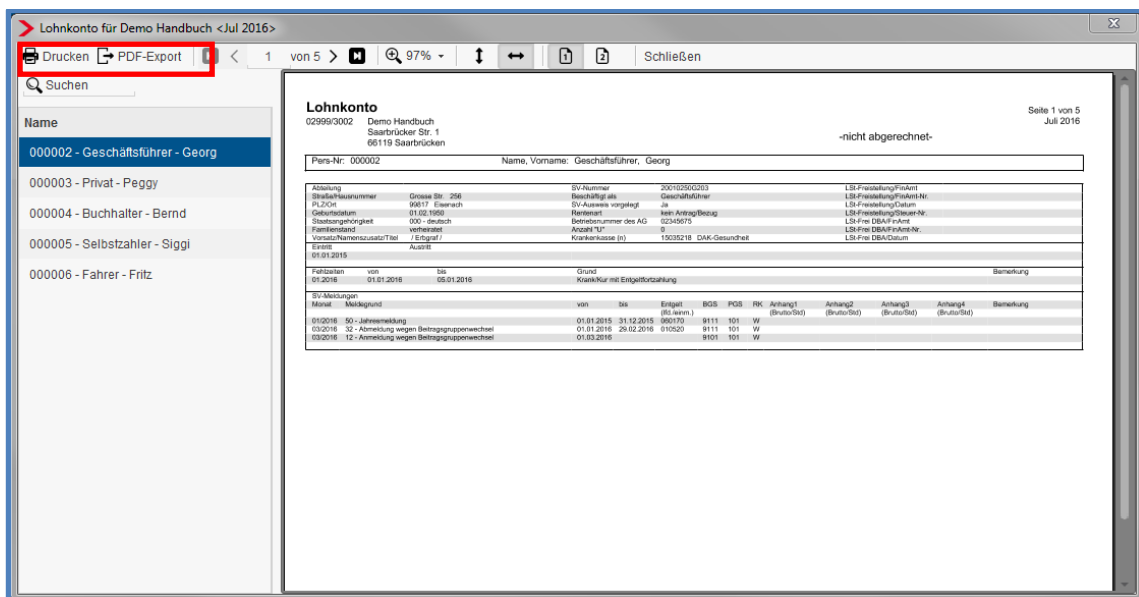 Lohnkonto für Demo Handbuch <Jul 2016>
Drucken PDF-Export 1 von 5 97% 1 2 Schließen
Suchen
Name
000002 - Geschäftsführer - Georg
000003 - Privat - Peggy
000004 - Buchhalter - Bernd
000005 - Selbstzahler - Siggi
000006 - Fahrer - Fritz
Lohnkonto Seite 1 von 5
02999/3002 Demo Handbuch Juli 2016
Saarbrücker Str. 1 -nicht abgerechnet-
66119 Saarbrücken
Pers-Nr: 000002 Name, Vorname: Geschäftsführer, Georg
Abteilung SV-Nummer 20010250G203 LSt-Freistellung/FinAmt
Straße/Hausnummer Grosse Str. 256 Beschäftigt als Geschäftsführer LSt-Freistellung/FinAmt-Nr.
PLZ/Ort 99817 Eisenach SV-Ausweis vorgelegt Ja LSt-Freistellung/Datum
Geburtsdatum 01.02.1950 Rentenart kein Antrag/Bezug LSt-Freistellung/Steuer-Nr.
Staatsangehörigkeit 000 - deutsch Betriebsnummer des AG 02345675 LSt-Frei DBA/FinAmt
Familienstand verheiratet Anzahl "U" 0 LSt-Frei DBA/FinAmt-Nr.
Vorsatz/Namenszusatz/Titel / Erbgraf / Krankenkasse (n) 15035218 DAK-Gesundheit LSt-Frei DBA/Datum
Eintritt Austritt
01.01.2015
Fehlzeiten von bis Grund Bemerkung
01.2016 01.01.2016 05.01.2016 Krank/Kur mit Entgeltfortzahlung
SV-Meldungen
Monat Meldegrund von bis Entgelt BGS PGS RK Anhang1 Anhang2 Anhang3 Anhang4 Bemerkung
(lfd./einm.) (Brutto/Std) (Brutto/Std) (Brutto/Std) (Brutto/Std)
01/2016 50 - Jahresmeldung 01.01.2015 31.12.2015 060170 9111 101 W
03/2016 32 - Abmeldung wegen Beitragsgruppenwechsel 01.01.2016 29.02.2016 010520 9111 101 W
03/2016 12 - Anmeldung wegen Beitragsgruppenwechsel 01.03.2016 9101 101 W